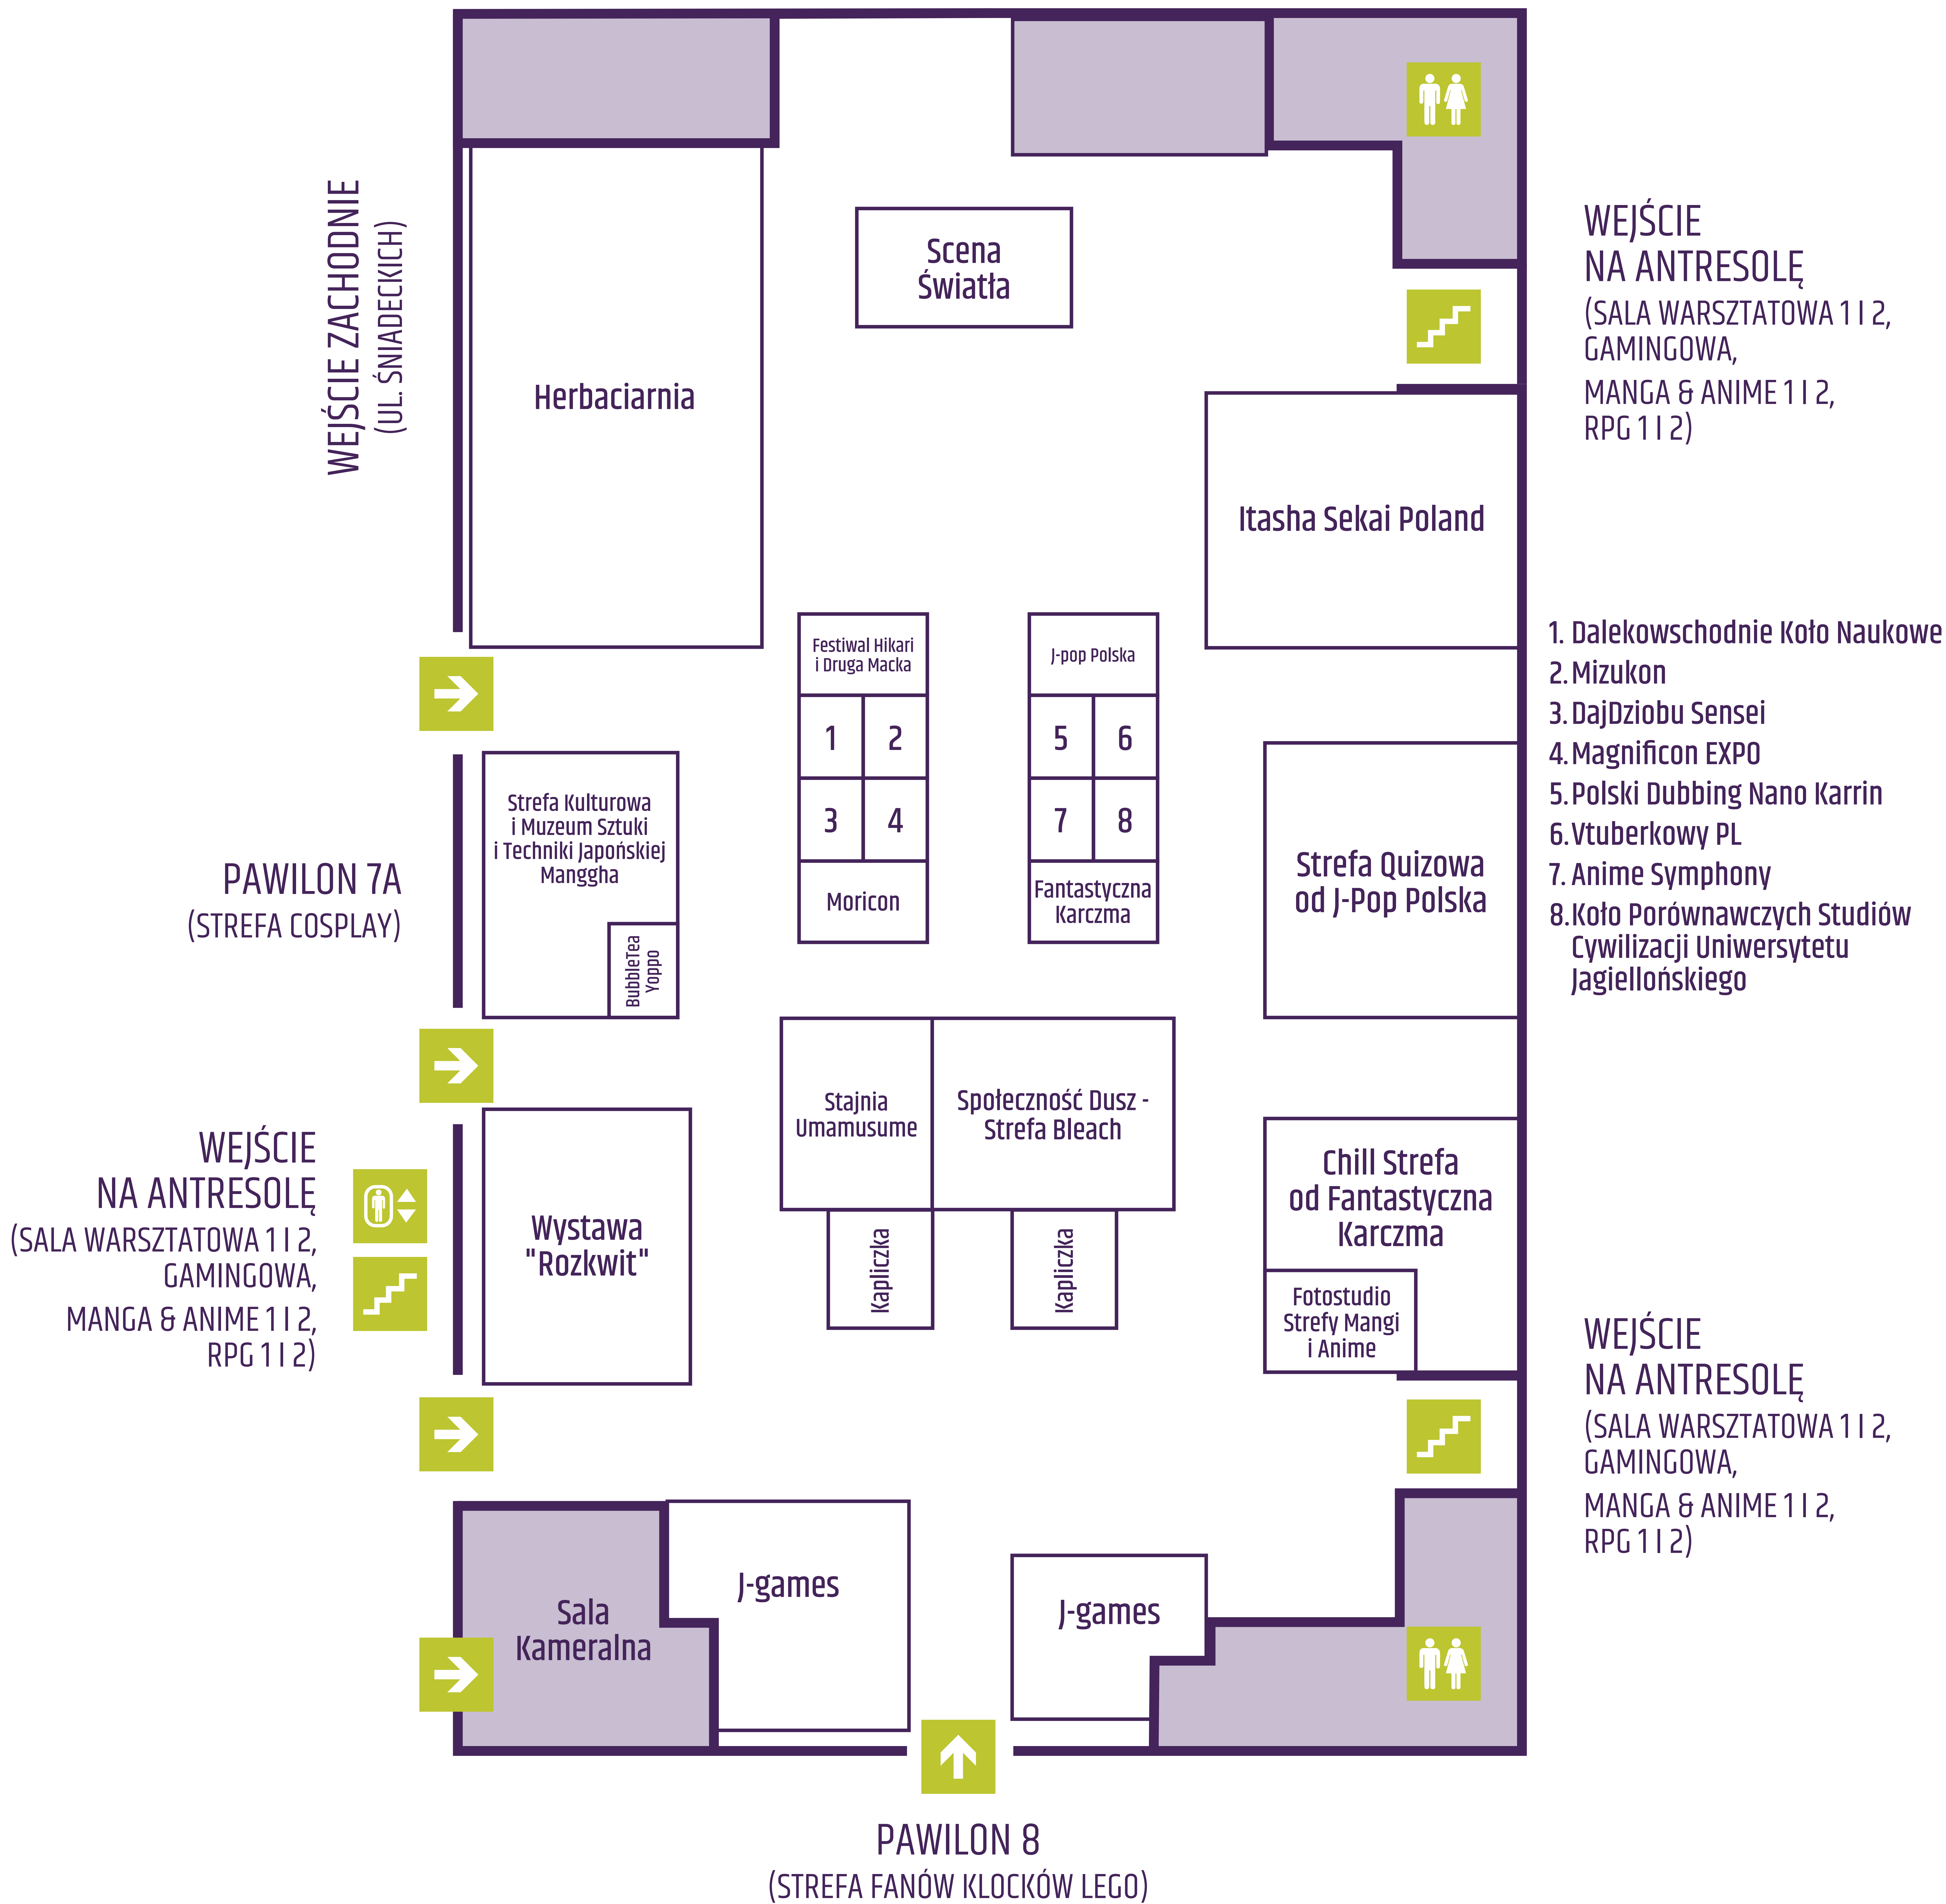 WEJŚCIE ZACHODNIE
(UL. ŚNIADECKICH)
Herbaciarnia
Scena
Światła
WEJŚCIE
NA ANTRESOLĘ
(SALA WARSZTATOWA 1 I 2,
GAMINGOWA,
MANGA & ANIME 1 I 2,
RPG 1 I 2)
Itasha Sekai Poland
Festiwal Hikari
i Druga Macka
1
2
3
4
Moricon
J-pop Polska
5
6
7
8
Fantastyczna
Karczma
1. Dalekowschodnie Koło Naukowe
2. Mizukon
3. DajDziobu Sensei
4. Magnificon EXPO
5. Polski Dubbing Nano Karrin
6. Vtuberkowy PL
7. Anime Symphony
8. Koło Porównawczych Studiów
Cywilizacji Uniwersytetu
Jagiellońskiego
PAWILON 7A
(STREFA COSPLAY)
Strefa Kulturowa
i Muzeum Sztuki
i Techniki Japońskiej
Manggha
BubbleTea
Yoppo
Strefa Quizowa
od J-Pop Polska
WEJŚCIE
NA ANTRESOLĘ
(SALA WARSZTATOWA 1 I 2,
GAMINGOWA,
MANGA & ANIME 1 I 2,
RPG 1 I 2)
Wystawa
"Rozkwit"
Stajnia
Umamusume
Społeczność Dusz -
Strefa Bleach
Kapliczka
Kapliczka
Chill Strefa
od Fantastyczna
Karczma
Fotostudio
Strefy Mangi
i Anime
WEJŚCIE
NA ANTRESOLĘ
(SALA WARSZTATOWA 1 I 2,
GAMINGOWA,
MANGA & ANIME 1 I 2,
RPG 1 I 2)
Sala
Kameralna
J-games
J-games
PAWILON 8
(STREFA FANÓW KLOCKÓW LEGO)